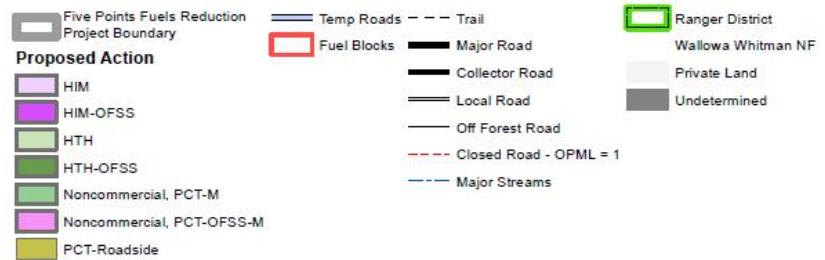 Five Points Fuels Reduction
Project Boundary
Proposed Action
HIM
HIM-OFSS
HTH
HTH-OFSS
Noncommercial, PCT-M
Noncommercial, PCT-OFSS-M
PCT-Roadside
Temp Roads
Fuel Blocks
Trail
Major Road
Collector Road
Local Road
Off Forest Road
Closed Road - OPML = 1
Major Streams
Ranger District
Wallowa Whitman NF
Private Land
Undetermined